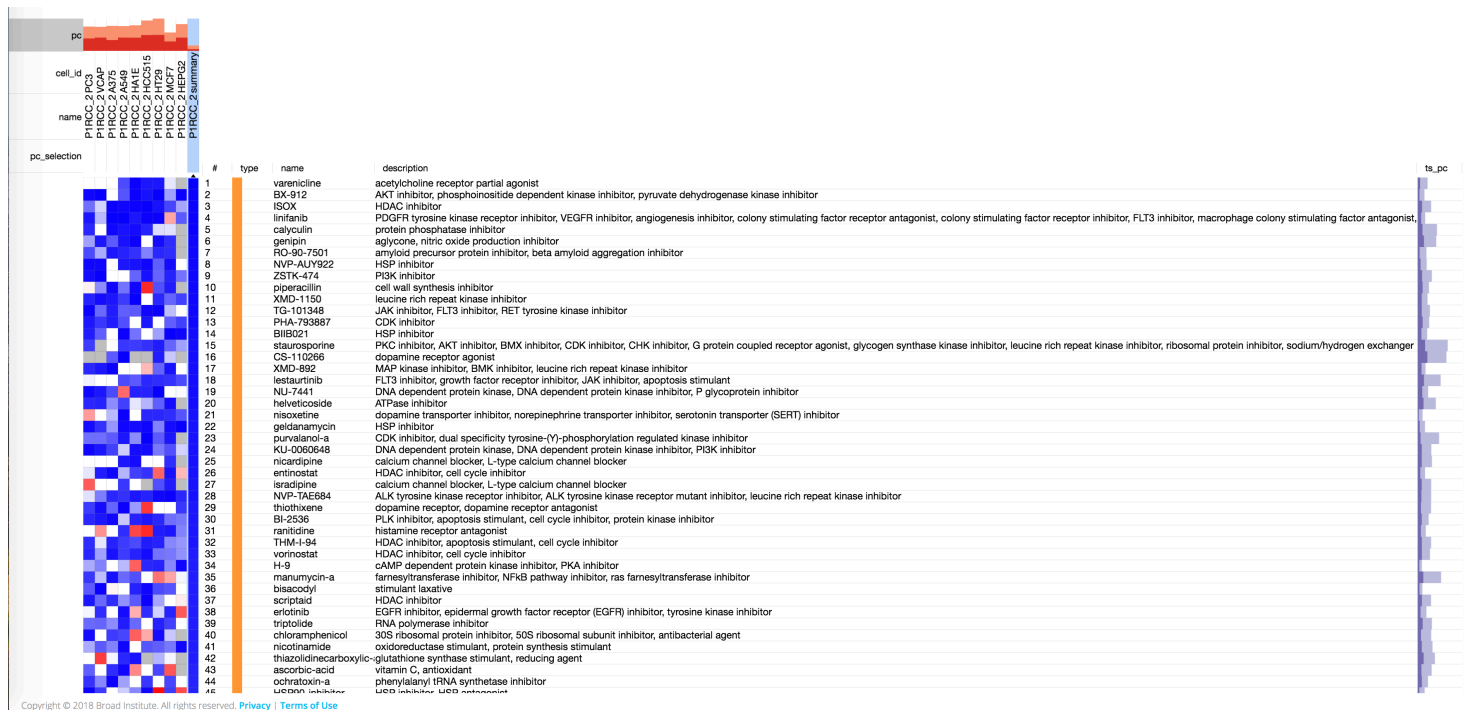 pc
cell_id
P1RCC_2 PC3
P1RCC_2 VCAP
P1RCC_2 A375
P1RCC_2 A549
P1RCC_2 HA1E
P1RCC_2 HCC515
P1RCC_2 HT29
P1RCC_2 MCF7
P1RCC_2 HEPG2
P1RCC_2 summary
name
pc_selection
# type name description ts_pc
1 varenicline acetylcholine receptor partial agonist
2 BX-912 AKT inhibitor, phosphoinositide dependent kinase inhibitor, pyruvate dehydrogenase kinase inhibitor
3 ISOX HDAC inhibitor
4 linifanib PDGFR tyrosine kinase receptor inhibitor, VEGFR inhibitor, angiogenesis inhibitor, colony stimulating factor receptor antagonist, colony stimulating factor receptor inhibitor, FLT3 inhibitor, macrophage colony stimulating factor antagonist,
5 calyculin protein phosphatase inhibitor
6 genipin aglycone, nitric oxide production inhibitor
7 RO-90-7501 amyloid precursor protein inhibitor, beta amyloid aggregation inhibitor
8 NVP-AUY922 HSP inhibitor
9 ZSTK-474 PI3K inhibitor
10 piperacillin cell wall synthesis inhibitor
11 XMD-1150 leucine rich repeat kinase inhibitor
12 TG-101348 JAK inhibitor, FLT3 inhibitor, RET tyrosine kinase inhibitor
13 PHA-793887 CDK inhibitor
14 BIIB021 HSP inhibitor
15 staurosporine PKC inhibitor, AKT inhibitor, BMX inhibitor, CDK inhibitor, CHK inhibitor, G protein coupled receptor agonist, glycogen synthase kinase inhibitor, leucine rich repeat kinase inhibitor, ribosomal protein inhibitor, sodium/hydrogen exchanger
16 CS-110266 dopamine receptor agonist
17 XMD-892 MAP kinase inhibitor, BMK inhibitor, leucine rich repeat kinase inhibitor
18 lestaurtinib FLT3 inhibitor, growth factor receptor inhibitor, JAK inhibitor, apoptosis stimulant
19 NU-7441 DNA dependent protein kinase, DNA dependent protein kinase inhibitor, P glycoprotein inhibitor
20 helveticoside ATPase inhibitor
21 nisoxetine dopamine transporter inhibitor, norepinephrine transporter inhibitor, serotonin transporter (SERT) inhibitor
22 geldanamycin HSP inhibitor
23 purvalanol-a CDK inhibitor, dual specificity tyrosine-(Y)-phosphorylation regulated kinase inhibitor
24 KU-0060648 DNA dependent protein kinase, DNA dependent protein kinase inhibitor, PI3K inhibitor
25 nicardipine calcium channel blocker, L-type calcium channel blocker
26 entinostat HDAC inhibitor, cell cycle inhibitor
27 isradipine calcium channel blocker, L-type calcium channel blocker
28 NVP-TAE684 ALK tyrosine kinase receptor inhibitor, ALK tyrosine kinase receptor mutant inhibitor, leucine rich repeat kinase inhibitor
29 thiothixene dopamine receptor, dopamine receptor antagonist
30 BI-2536 PLK inhibitor, apoptosis stimulant, cell cycle inhibitor, protein kinase inhibitor
31 ranitidine histamine receptor antagonist
32 THM-I-94 HDAC inhibitor, apoptosis stimulant, cell cycle inhibitor
33 vorinostat HDAC inhibitor, cell cycle inhibitor
34 H-9 cAMP dependent protein kinase inhibitor, PKA inhibitor
35 manumycin-a farnesyltransferase inhibitor, NFkB pathway inhibitor, ras farnesyltransferase inhibitor
36 bisacodyl stimulant laxative
37 scriptaid HDAC inhibitor
38 erlotinib EGFR inhibitor, epidermal growth factor receptor (EGFR) inhibitor, tyrosine kinase inhibitor
39 triptolide RNA polymerase inhibitor
40 chloramphenicol 30S ribosomal protein inhibitor, 50S ribosomal subunit inhibitor, antibacterial agent
41 nicotinamide oxidoreductase stimulant, protein synthesis stimulant
42 thiazolidinecarboxylic- glutathione synthase stimulant, reducing agent
43 ascorbic-acid vitamin C, antioxidant
44 ochratoxin-a phenylalanyl tRNA synthetase inhibitor
45 HSP90-inhibitor HSP inhibitor, HSP antagonist
Copyright © 2018 Broad Institute. All rights reserved. Privacy | Terms of Use